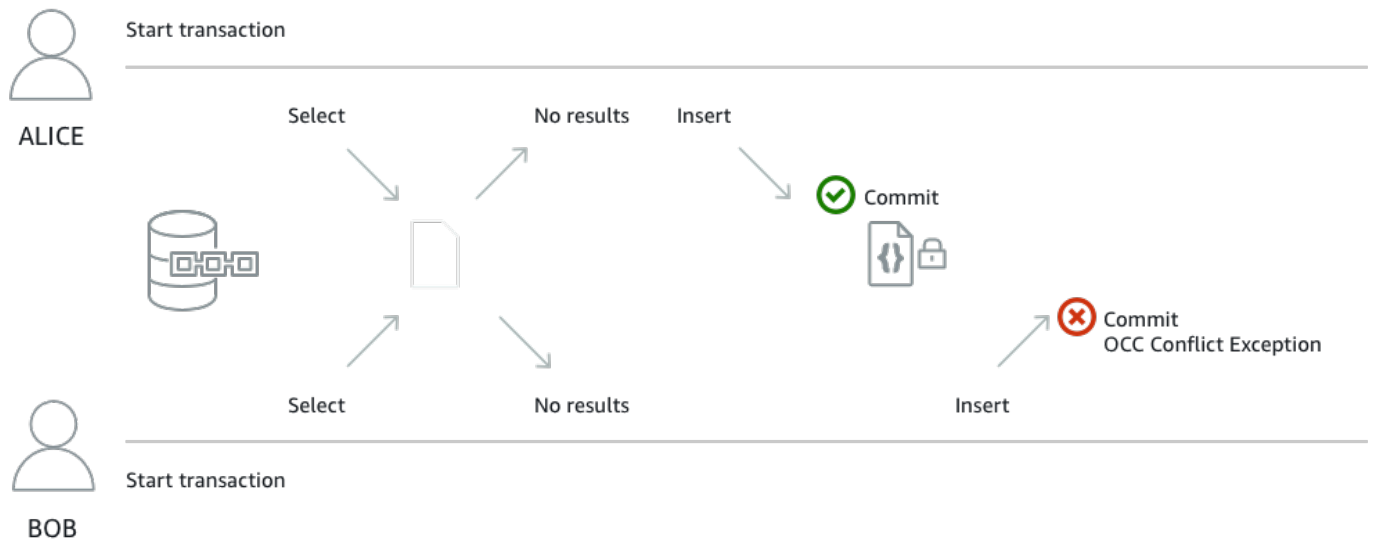 Start transaction
ALICE
Select
No results
Insert
Commit
{}
Commit
OCC Conflict Exception
Select
No results
Insert
Start transaction
BOB